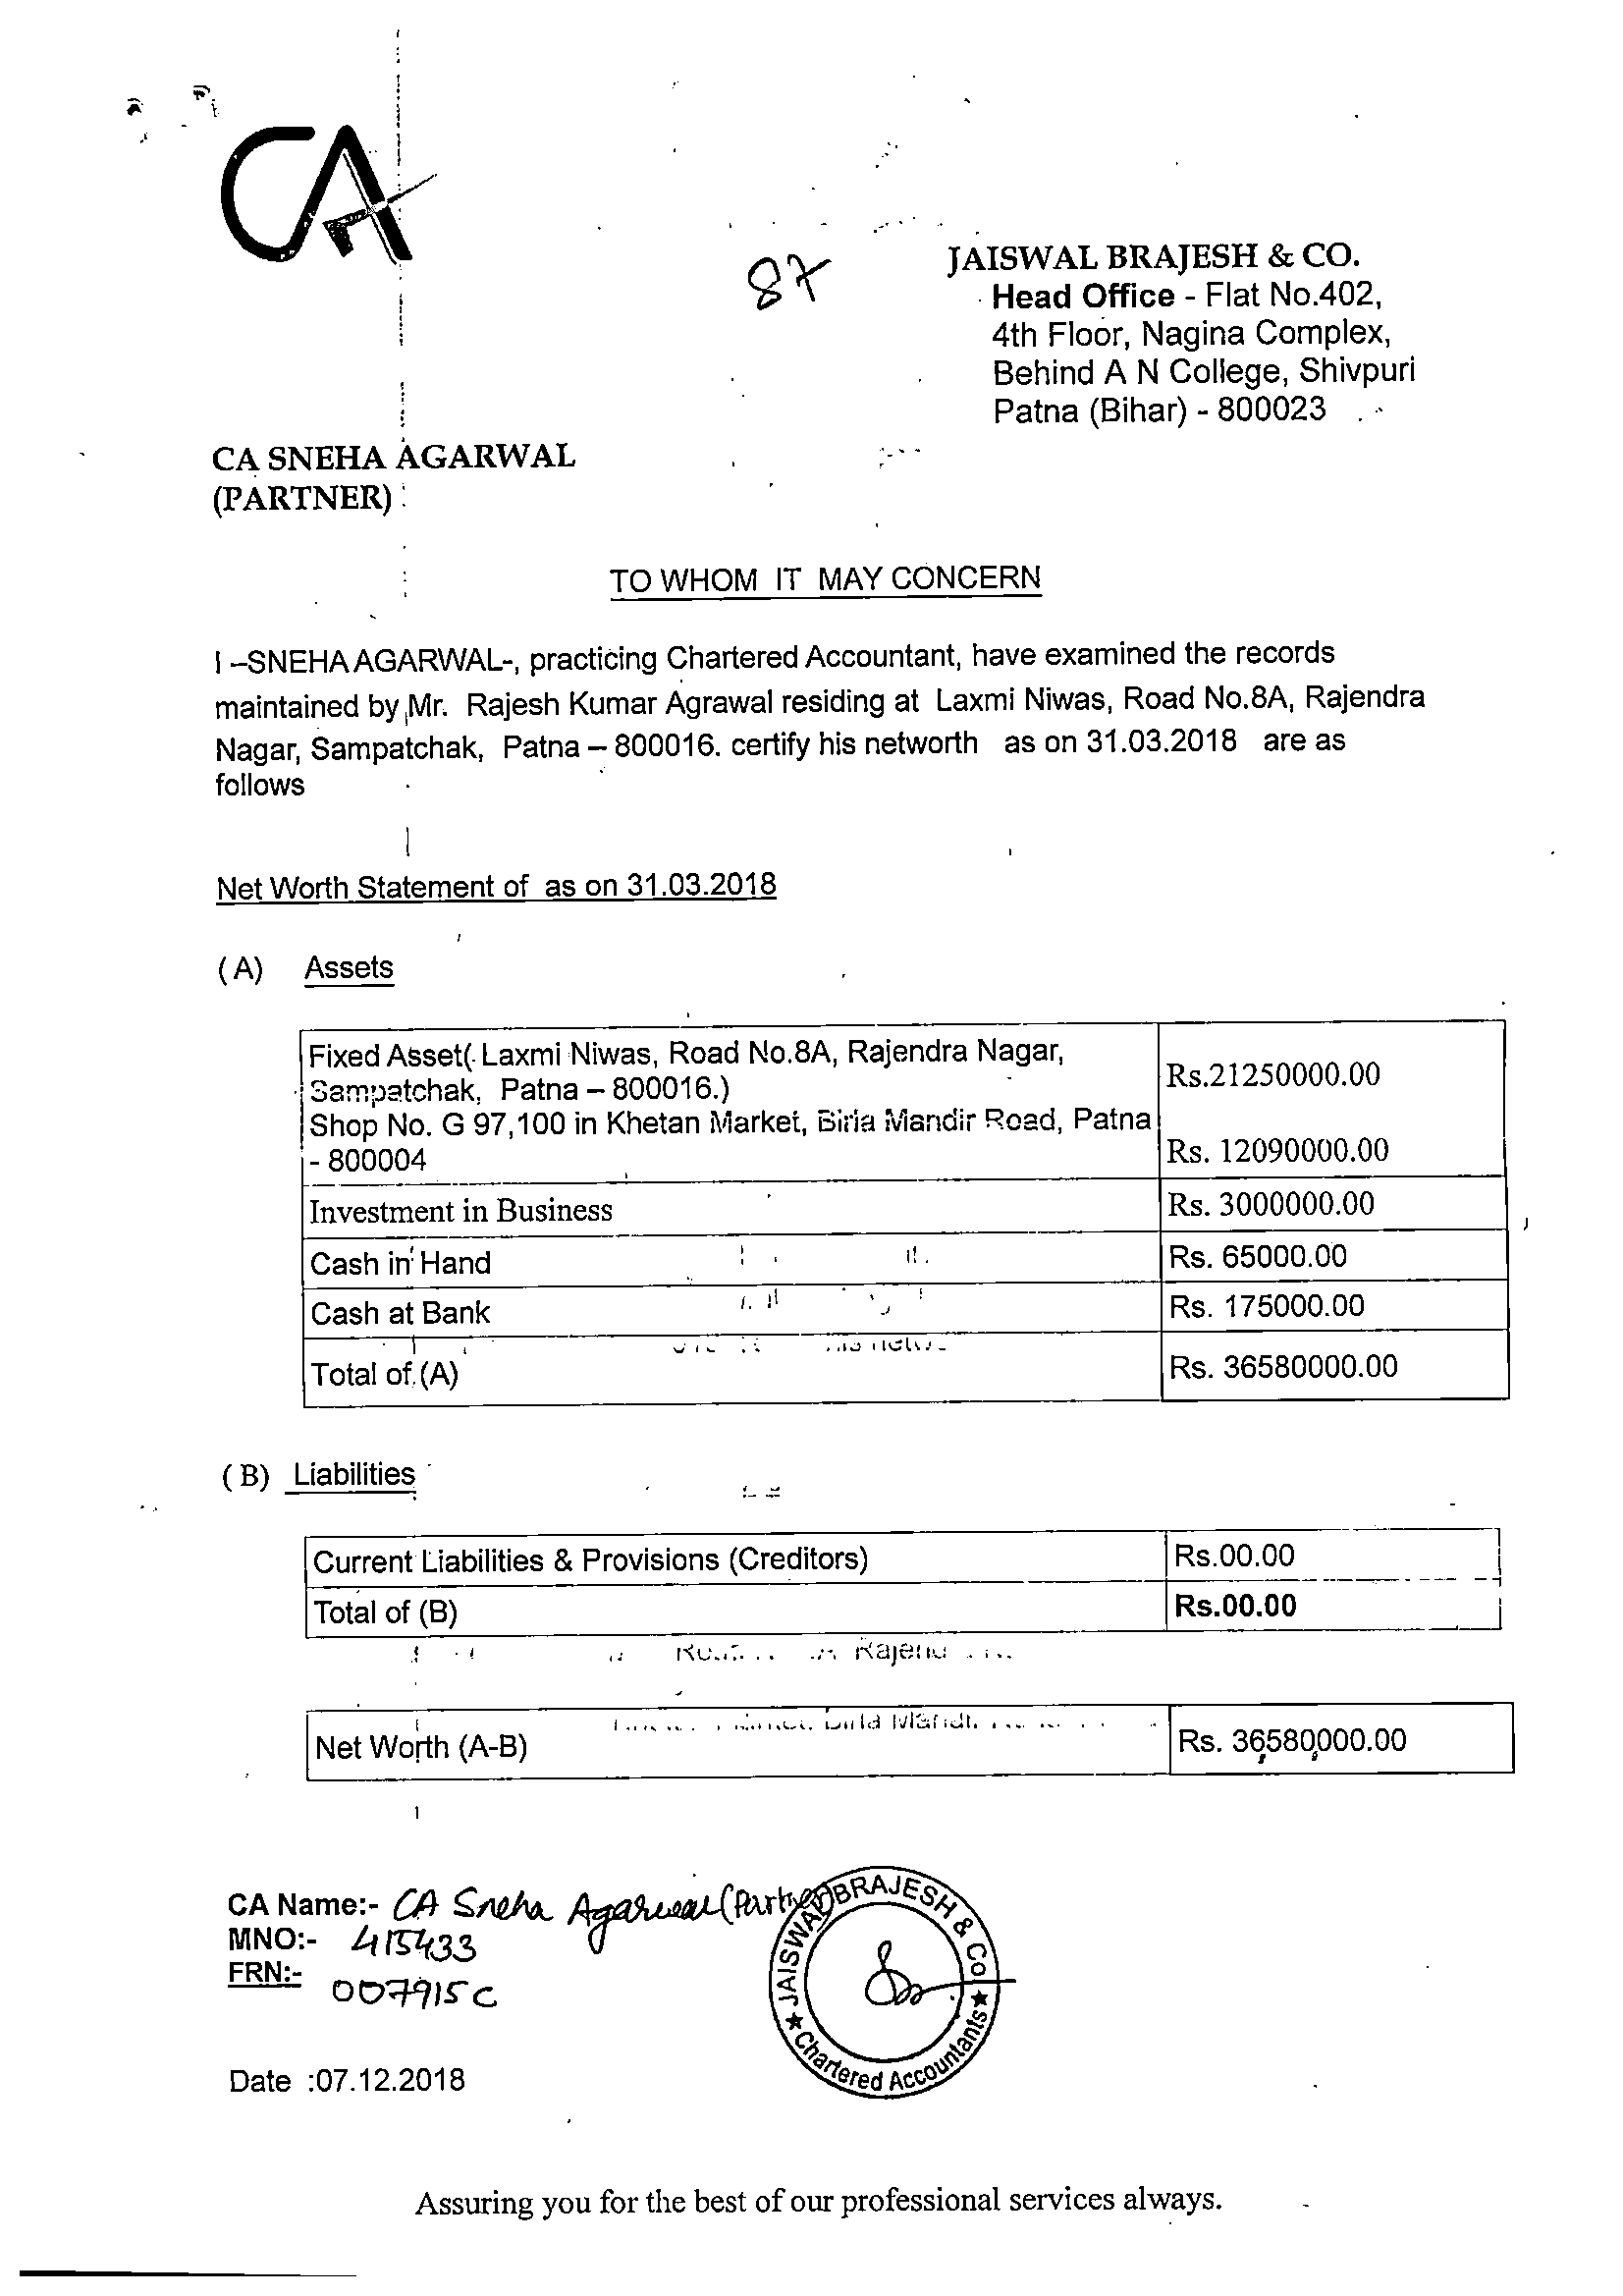 CA
87
JAISWAL BRAJESH & CO.
Head Office - Flat No.402,
4th Floor, Nagina Complex,
Behind A N College, Shivpuri
Patna (Bihar) - 800023
CA SNEHA AGARWAL
(PARTNER)
TO WHOM IT MAY CONCERN
I –SNEHA AGARWAL-, practicing Chartered Accountant, have examined the records
maintained by Mr. Rajesh Kumar Agrawal residing at Laxmi Niwas, Road No.8A, Rajendra
Nagar, Sampatchak, Patna – 800016. certify his networth as on 31.03.2018 are as
follows
Net Worth Statement of as on 31.03.2018
(A) Assets
Fixed Asset( Laxmi Niwas, Road No.8A, Rajendra Nagar,
Sampatchak, Patna – 800016.) Rs.21250000.00
Shop No. G 97,100 in Khetan Market, Birla Mandir Road, Patna
- 800004 Rs. 12090000.00
Investment in Business Rs. 3000000.00
Cash in Hand Rs. 65000.00
Cash at Bank Rs. 175000.00
Total of (A) Rs. 36580000.00
(B) Liabilities
Current Liabilities & Provisions (Creditors) Rs.00.00
Total of (B) Rs.00.00
Net Worth (A-B) Rs. 36,580,000.00
CA Name:- CA Sneha Agarwal (Partner)
MNO:- 415433
FRN:- 007915C
JAISWAL BRAJESH & CO
★ Chartered Accountants ★
Date :07.12.2018
Assuring you for the best of our professional services always.